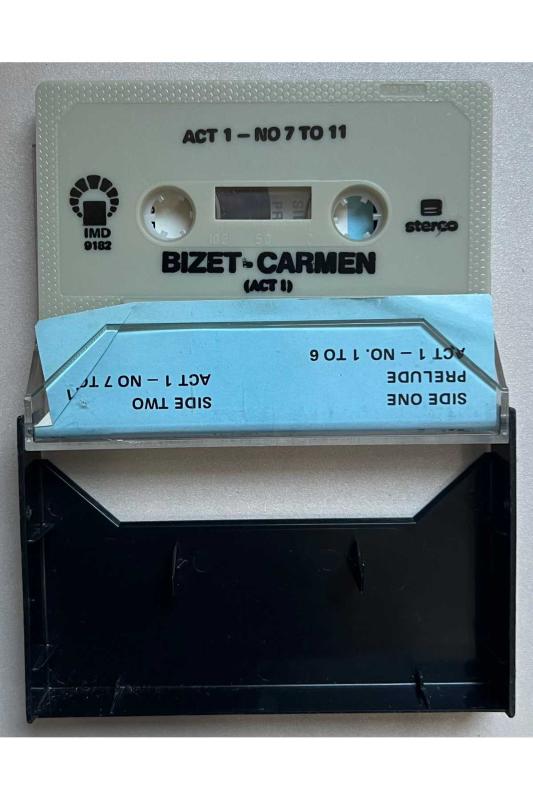 ACT 1 – NO 7 TO 11
IMD
9182
stereo
BIZET - CARMEN
(ACT 1)
SIDE ONE
PRELUDE
ACT 1 – NO. 1 TO 6
SIDE TWO
ACT 1 – NO 7 TO 11